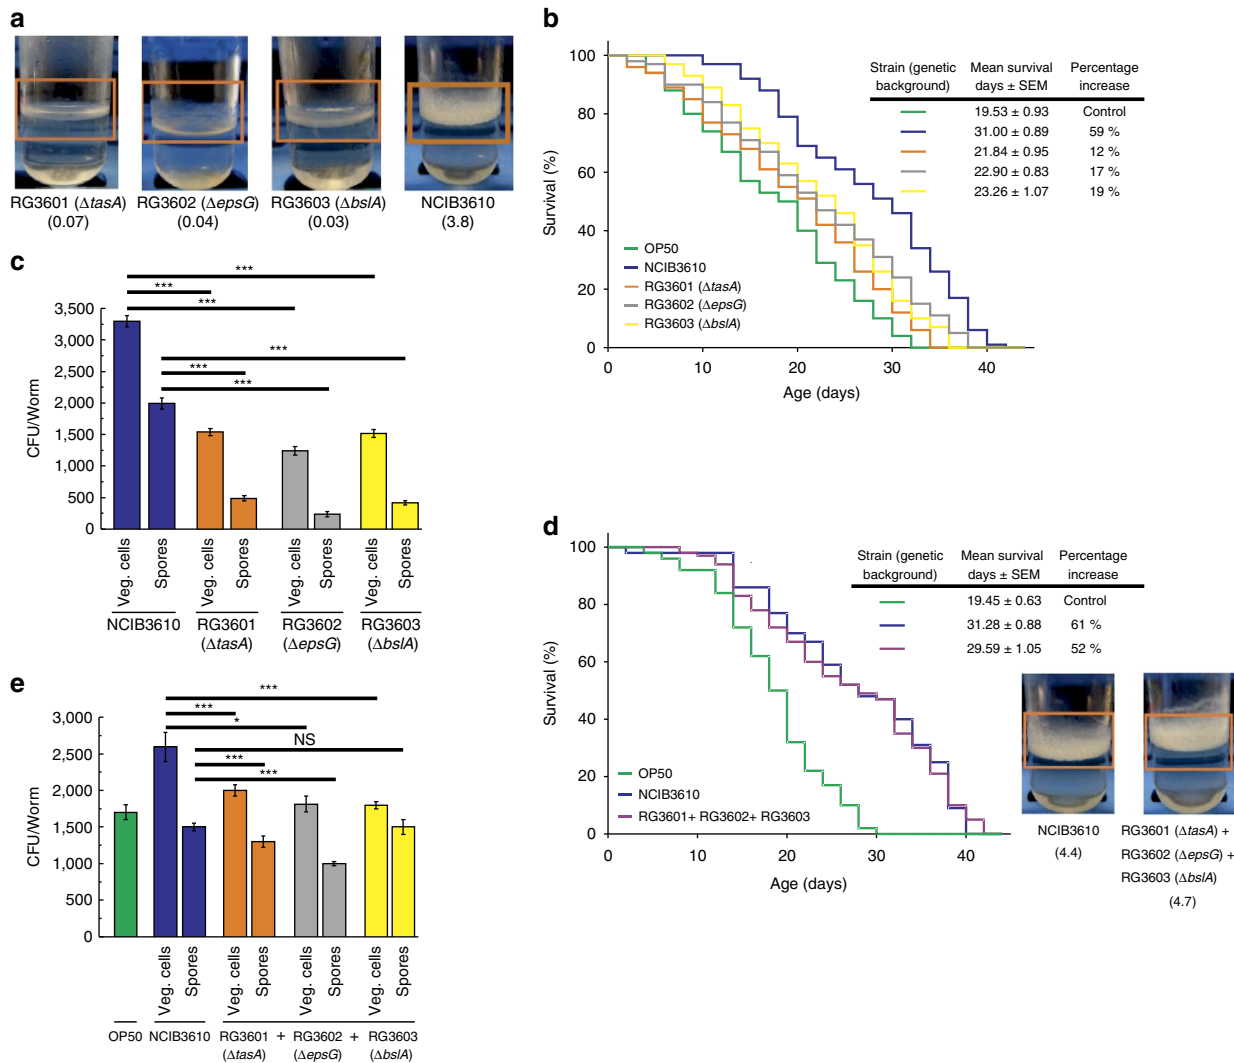 a
RG3601 (ΔtasA)
(0.07)
RG3602 (ΔepsG)
(0.04)
RG3603 (ΔbslA)
(0.03)
NCIB3610
(3.8)
b
Survival (%)
100
80
60
40
20
0
0 10 20 30 40
Age (days)
OP50
NCIB3610
RG3601 (ΔtasA)
RG3602 (ΔepsG)
RG3603 (ΔbslA)
Strain (genetic background) Mean survival days ± SEM Percentage increase
19.53 ± 0.93 Control
31.00 ± 0.89 59 %
21.84 ± 0.95 12 %
22.90 ± 0.83 17 %
23.26 ± 1.07 19 %
c
CFU/Worm
3,500
3,000
2,500
2,000
1,500
1,000
500
0
***
***
***
***
***
***
Veg. cells Spores Veg. cells Spores Veg. cells Spores Veg. cells Spores
NCIB3610 RG3601 RG3602 RG3603
(ΔtasA) (ΔepsG) (ΔbslA)
d
Survival (%)
100
80
60
40
20
0
0 10 20 30 40
Age (days)
OP50
NCIB3610
RG3601+ RG3602+ RG3603
Strain (genetic background) Mean survival days ± SEM Percentage increase
19.45 ± 0.63 Control
31.28 ± 0.88 61 %
29.59 ± 1.05 52 %
NCIB3610
(4.4)
RG3601 (ΔtasA) +
RG3602 (ΔepsG) +
RG3603 (ΔbslA)
(4.7)
e
CFU/Worm
3,000
2,500
2,000
1,500
1,000
500
0
***
***
*
NS
***
***
Veg. cells Spores Veg. cells Spores Veg. cells Spores Veg. cells Spores
OP50 NCIB3610 RG3601 + RG3602 + RG3603
(ΔtasA) (ΔepsG) (ΔbslA)